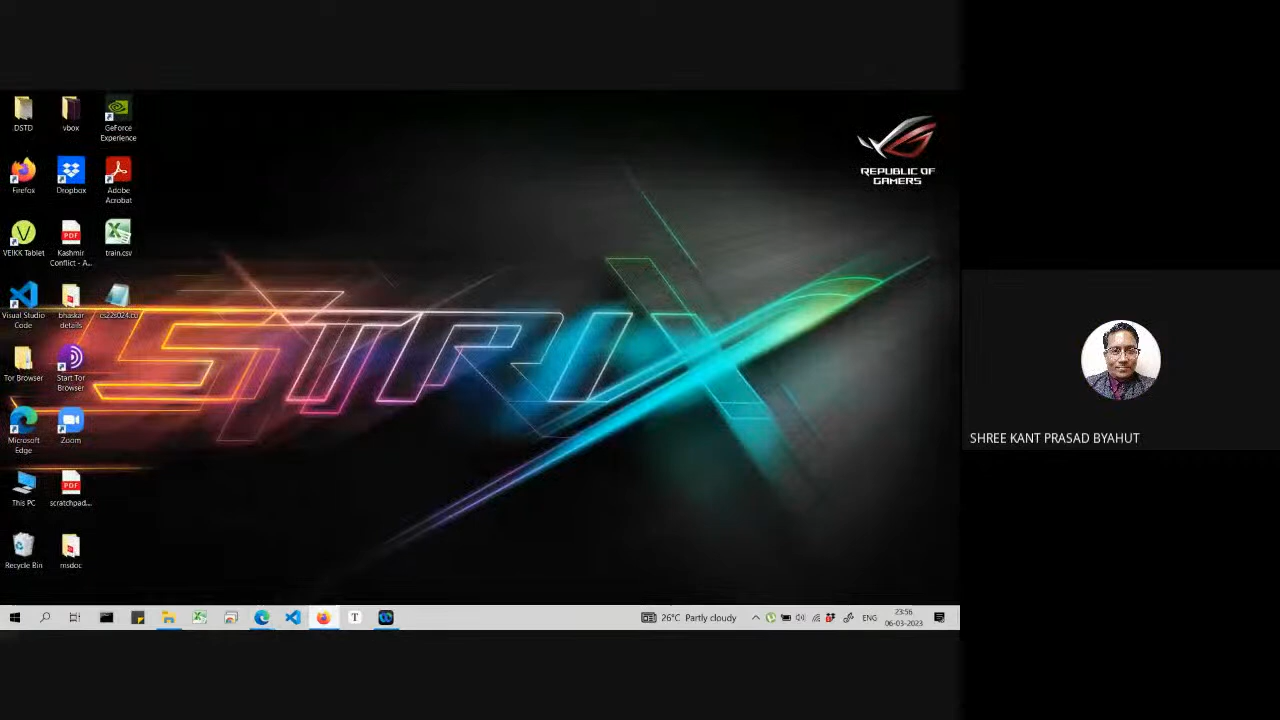 DSTD
vbox
GeForce
Experience
Firefox
Dropbox
Adobe
Acrobat
VEIKK Tablet
Kashmir
Conflict - A...
train.csv
Visual Studio
Code
bhaskar
details
cs22s024.cu
Tor Browser
Start Tor
Browser
Microsoft
Edge
Zoom
This PC
scratchpad...
Recycle Bin
msdoc
REPUBLIC OF
GAMERS
STRIX
26°C Partly cloudy
ENG
23:56
06-03-2023
SHREE KANT PRASAD BYAHUT